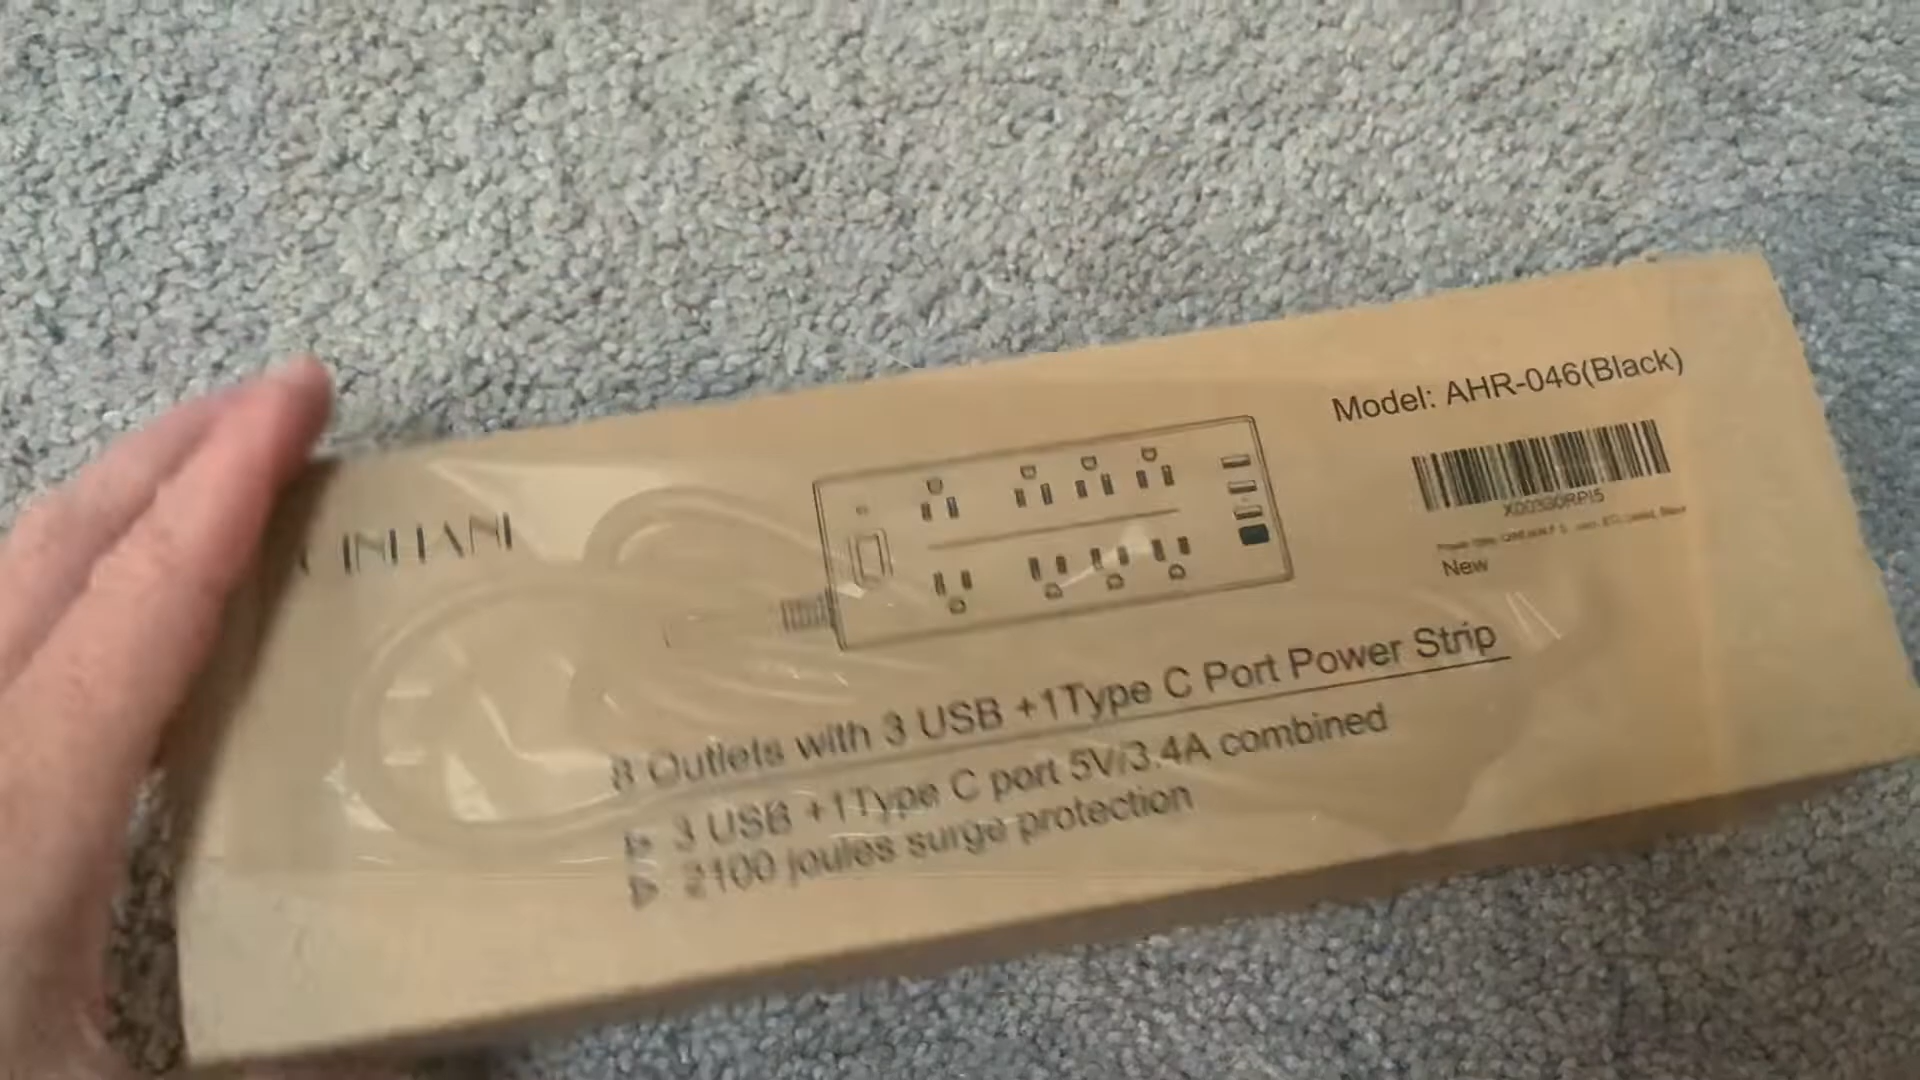 Model: AHR-046(Black)
New
8 Outlets with 3 USB +1Type C Port Power Strip
3 USB +1Type C port 5V/3.4A combined
2100 joules surge protection